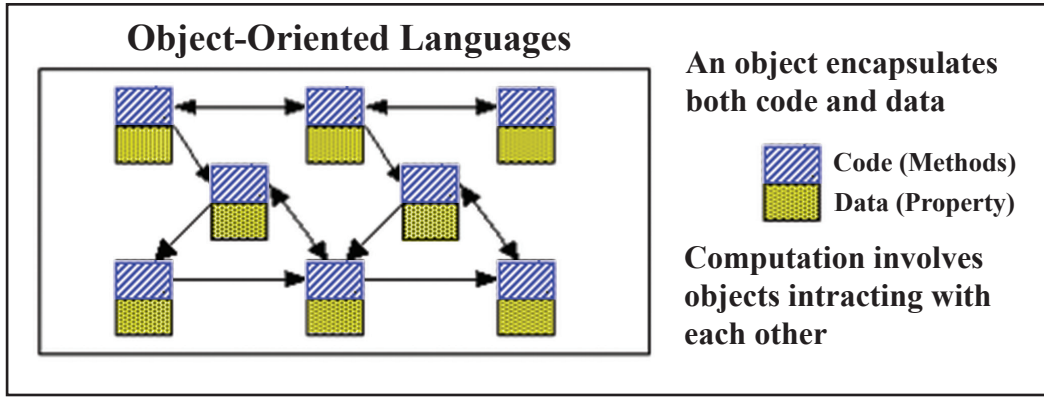 Object-Oriented Languages
An object encapsulates
both code and data
Code (Methods)
Data (Property)
Computation involves
objects intracting with
each other